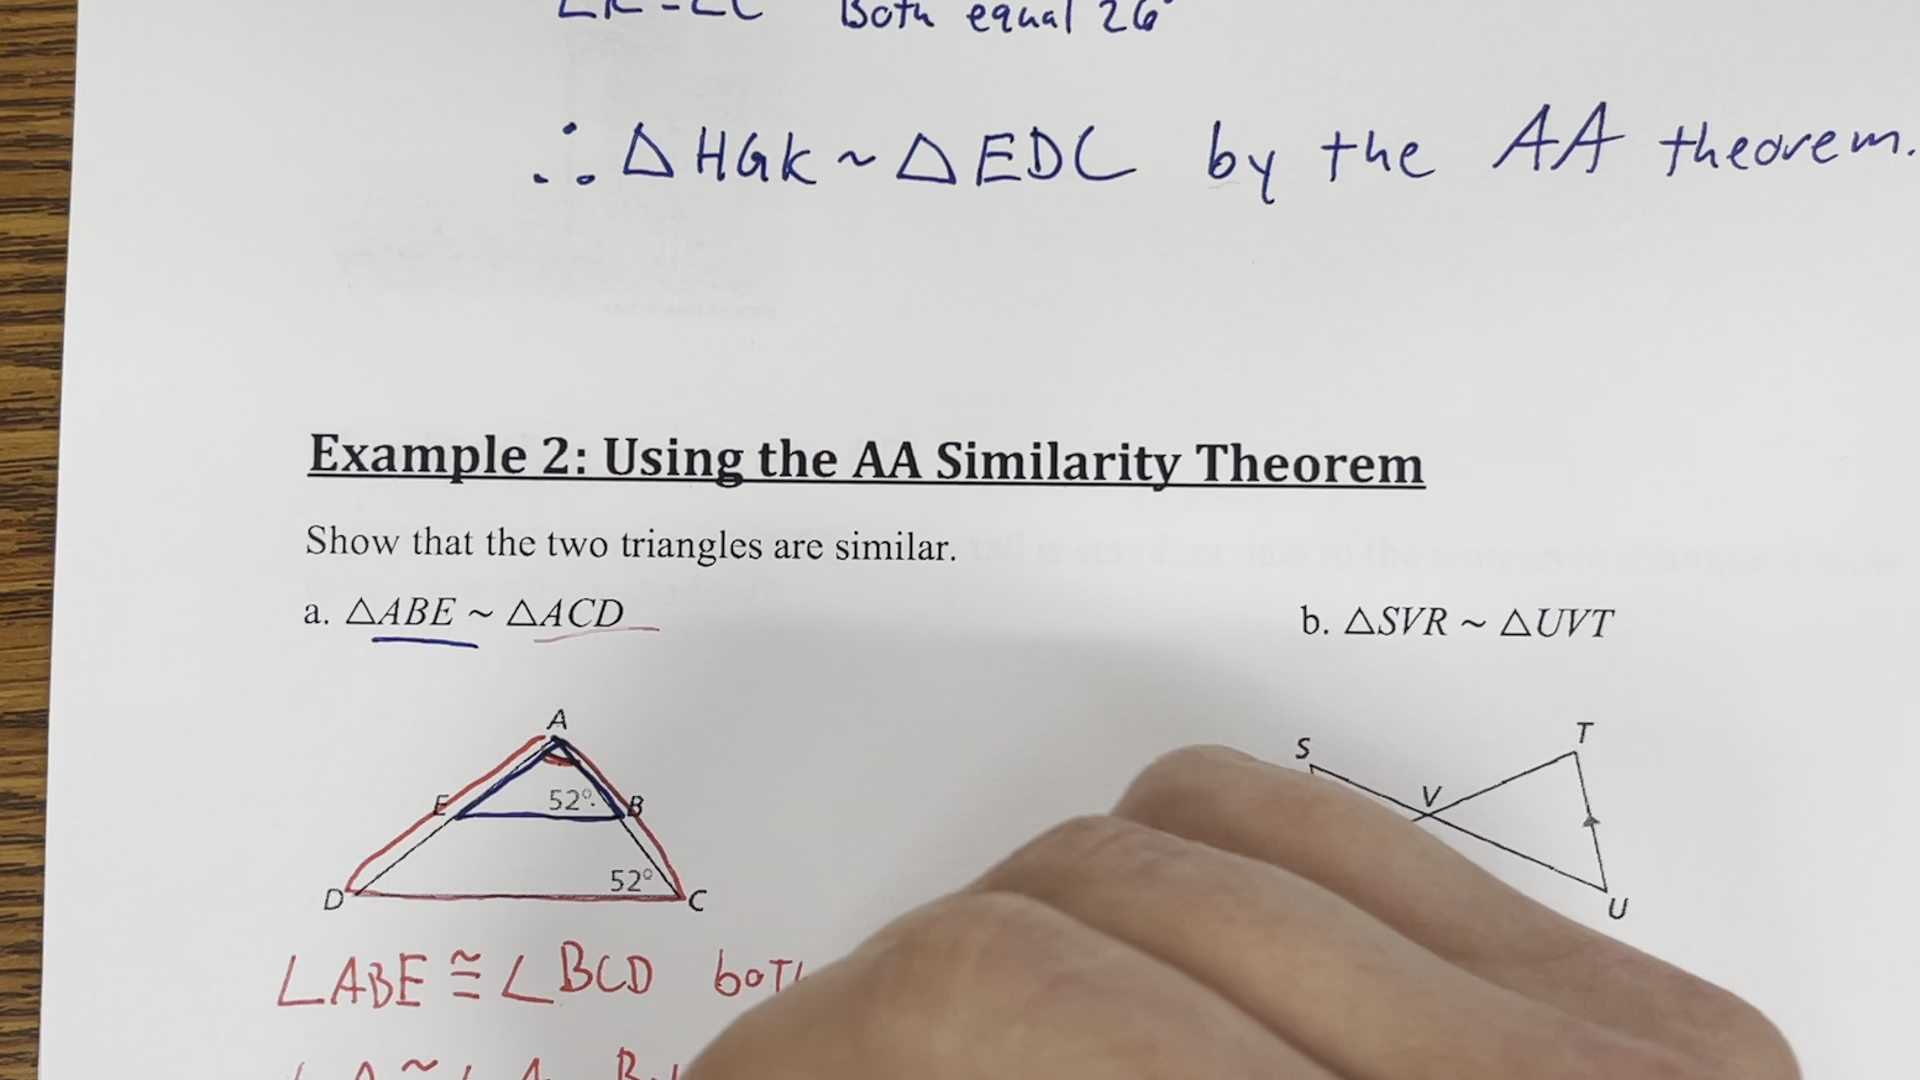 Both equal 26°
∴ △HGK ~ △EDC by the AA theorem.
Example 2: Using the AA Similarity Theorem
Show that the two triangles are similar.
a. △ABE ~ △ACD
b. △SVR ~ △UVT
A
E
52°
B
D
52°
C
S
T
V
U
∠ABE ≅ ∠BCD